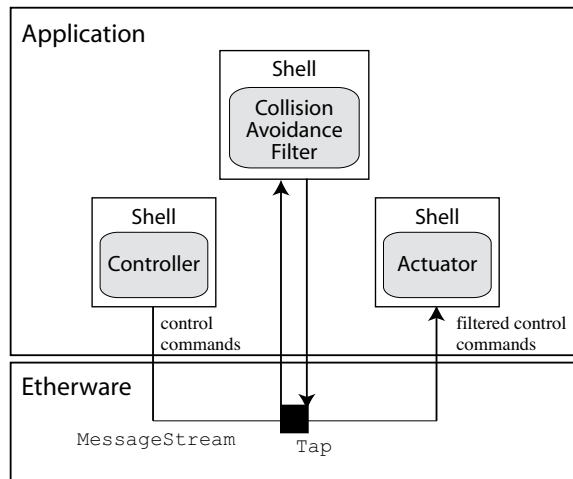 Application
Shell
Collision
Avoidance
Filter
Shell
Controller
Shell
Actuator
control
commands
filtered control
commands
Etherware
MessageStream
Tap